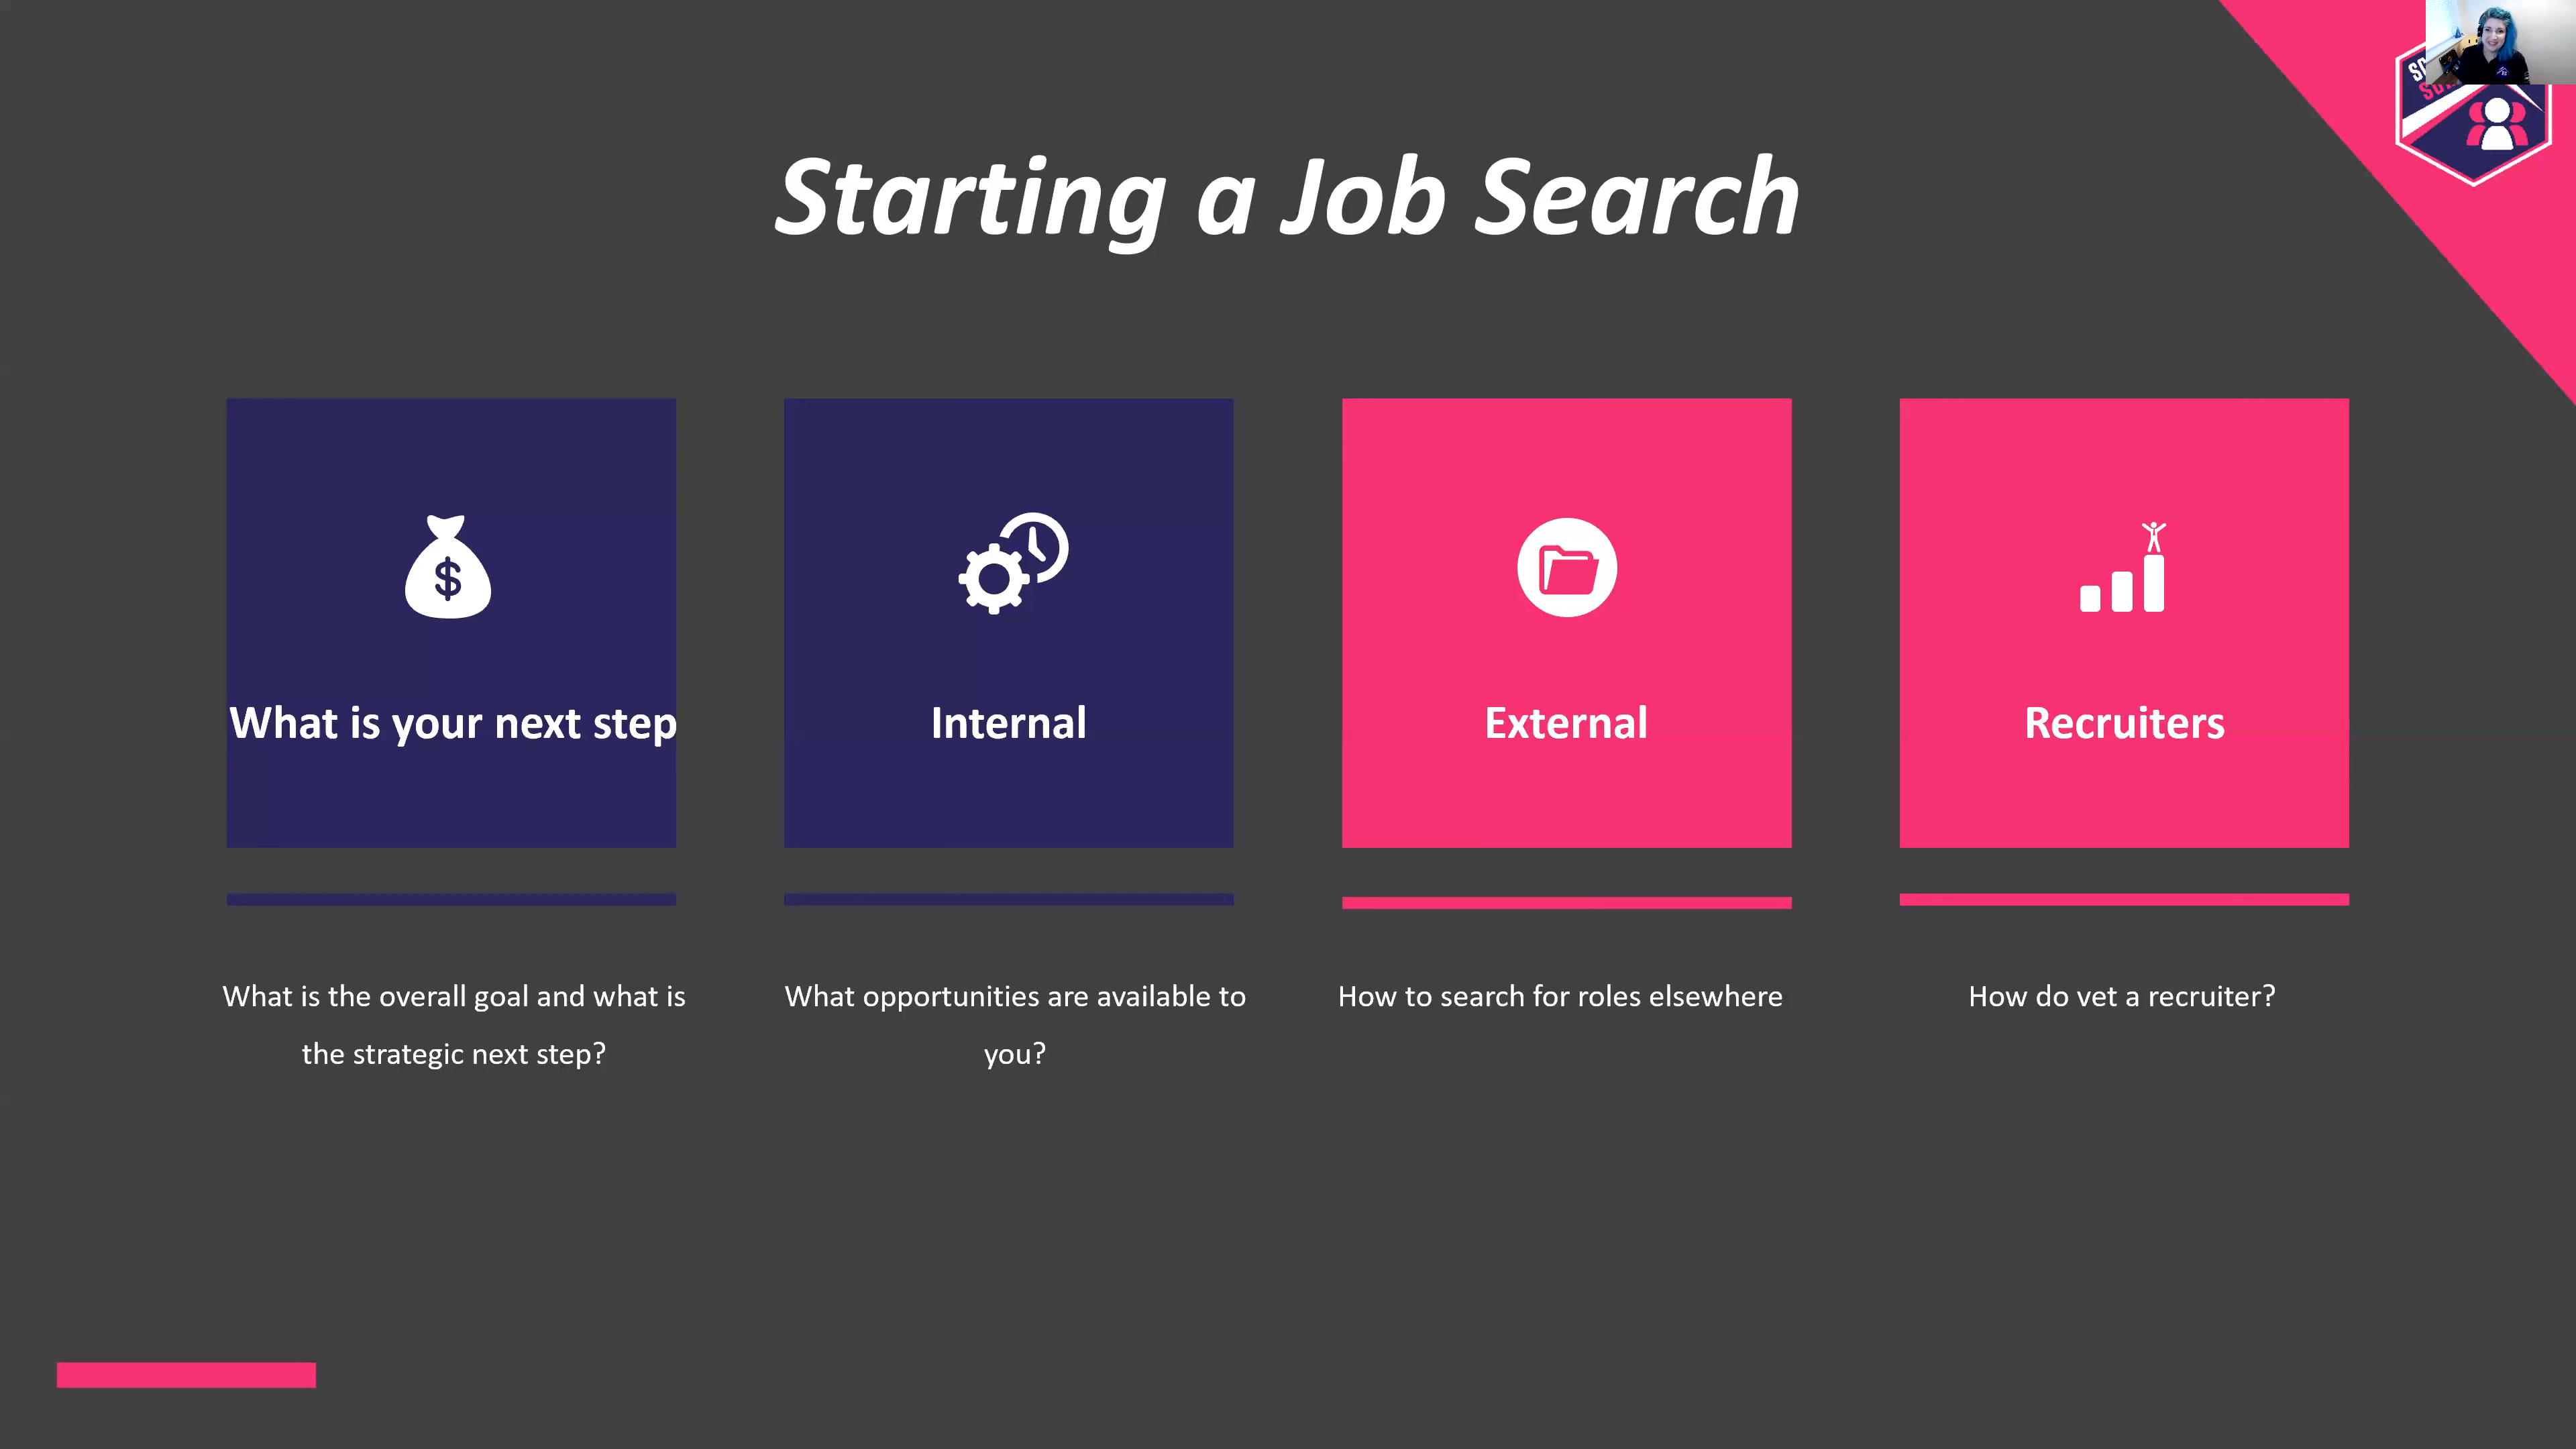 Starting a Job Search
$
What is your next step
Internal
External
Recruiters
What is the overall goal and what is
the strategic next step?
What opportunities are available to
you?
How to search for roles elsewhere
How do vet a recruiter?